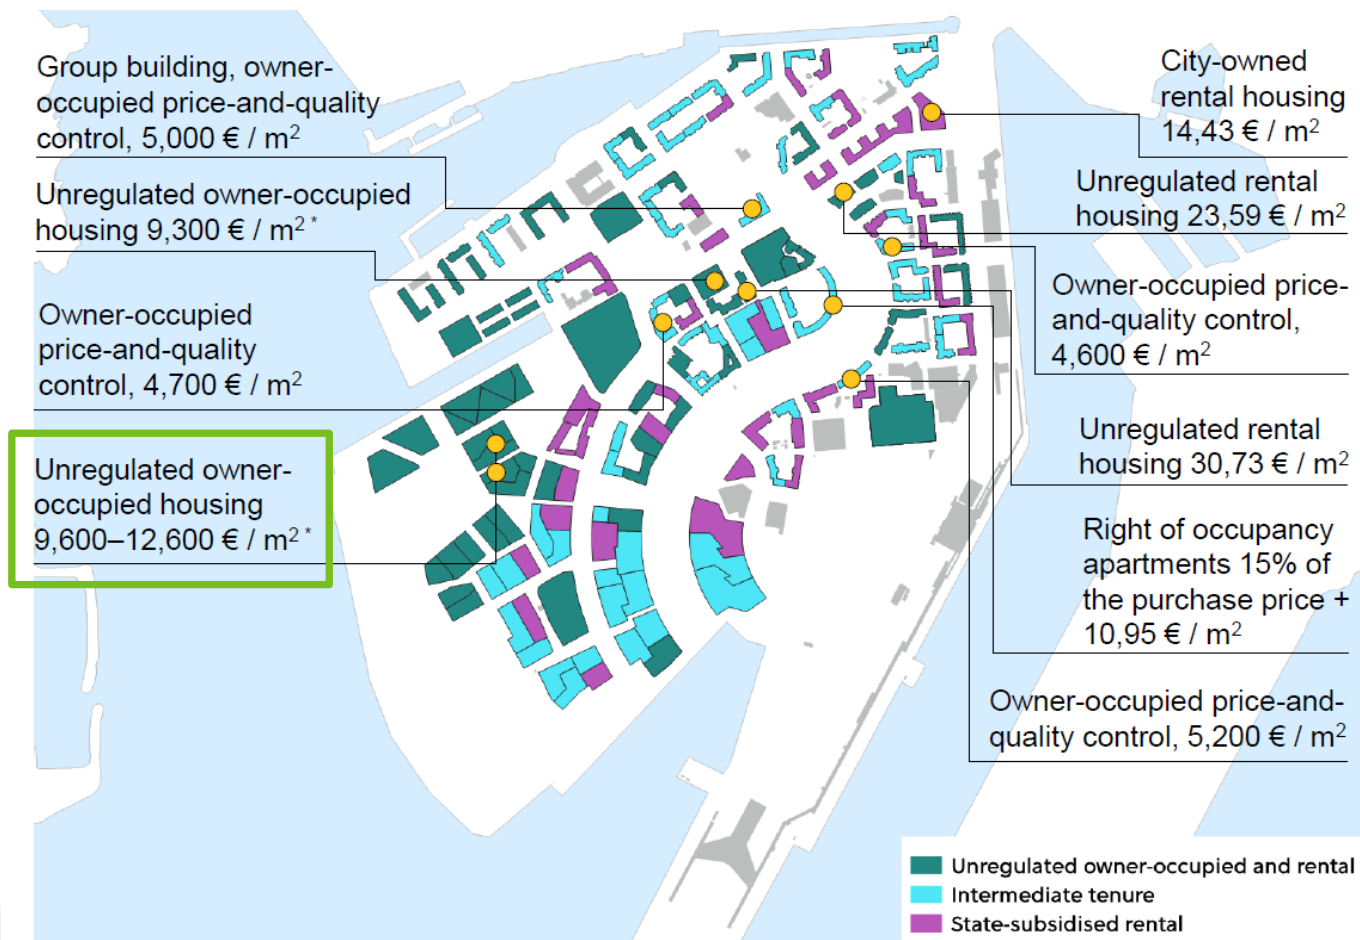 Group building, owner-
occupied price-and-quality
control, 5,000 € / m²
Unregulated owner-occupied
housing 9,300 € / m² *
Owner-occupied
price-and-quality
control, 4,700 € / m²
Unregulated owner-
occupied housing
9,600–12,600 € / m² *
City-owned
rental housing
14,43 € / m²
Unregulated rental
housing 23,59 € / m²
Owner-occupied price-
and-quality control,
4,600 € / m²
Unregulated rental
housing 30,73 € / m²
Right of occupancy
apartments 15% of
the purchase price +
10,95 € / m²
Owner-occupied price-and-
quality control, 5,200 € / m²
Unregulated owner-occupied and rental
Intermediate tenure
State-subsidised rental